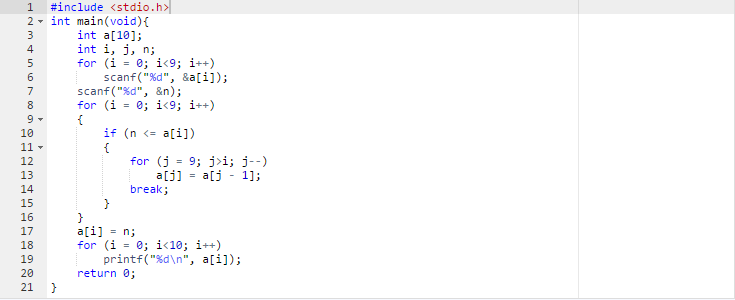 1 #include <stdio.h>
2 int main(void){
3     int a[10];
4     int i, j, n;
5     for (i = 0; i<9; i++)
6         scanf("%d", &a[i]);
7     scanf("%d", &n);
8     for (i = 0; i<9; i++)
9     {
10         if (n <= a[i])
11         {
12             for (j = 9; j>i; j--)
13                 a[j] = a[j - 1];
14             break;
15         }
16     }
17     a[i] = n;
18     for (i = 0; i<10; i++)
19         printf("%d\n", a[i]);
20     return 0;
21 }